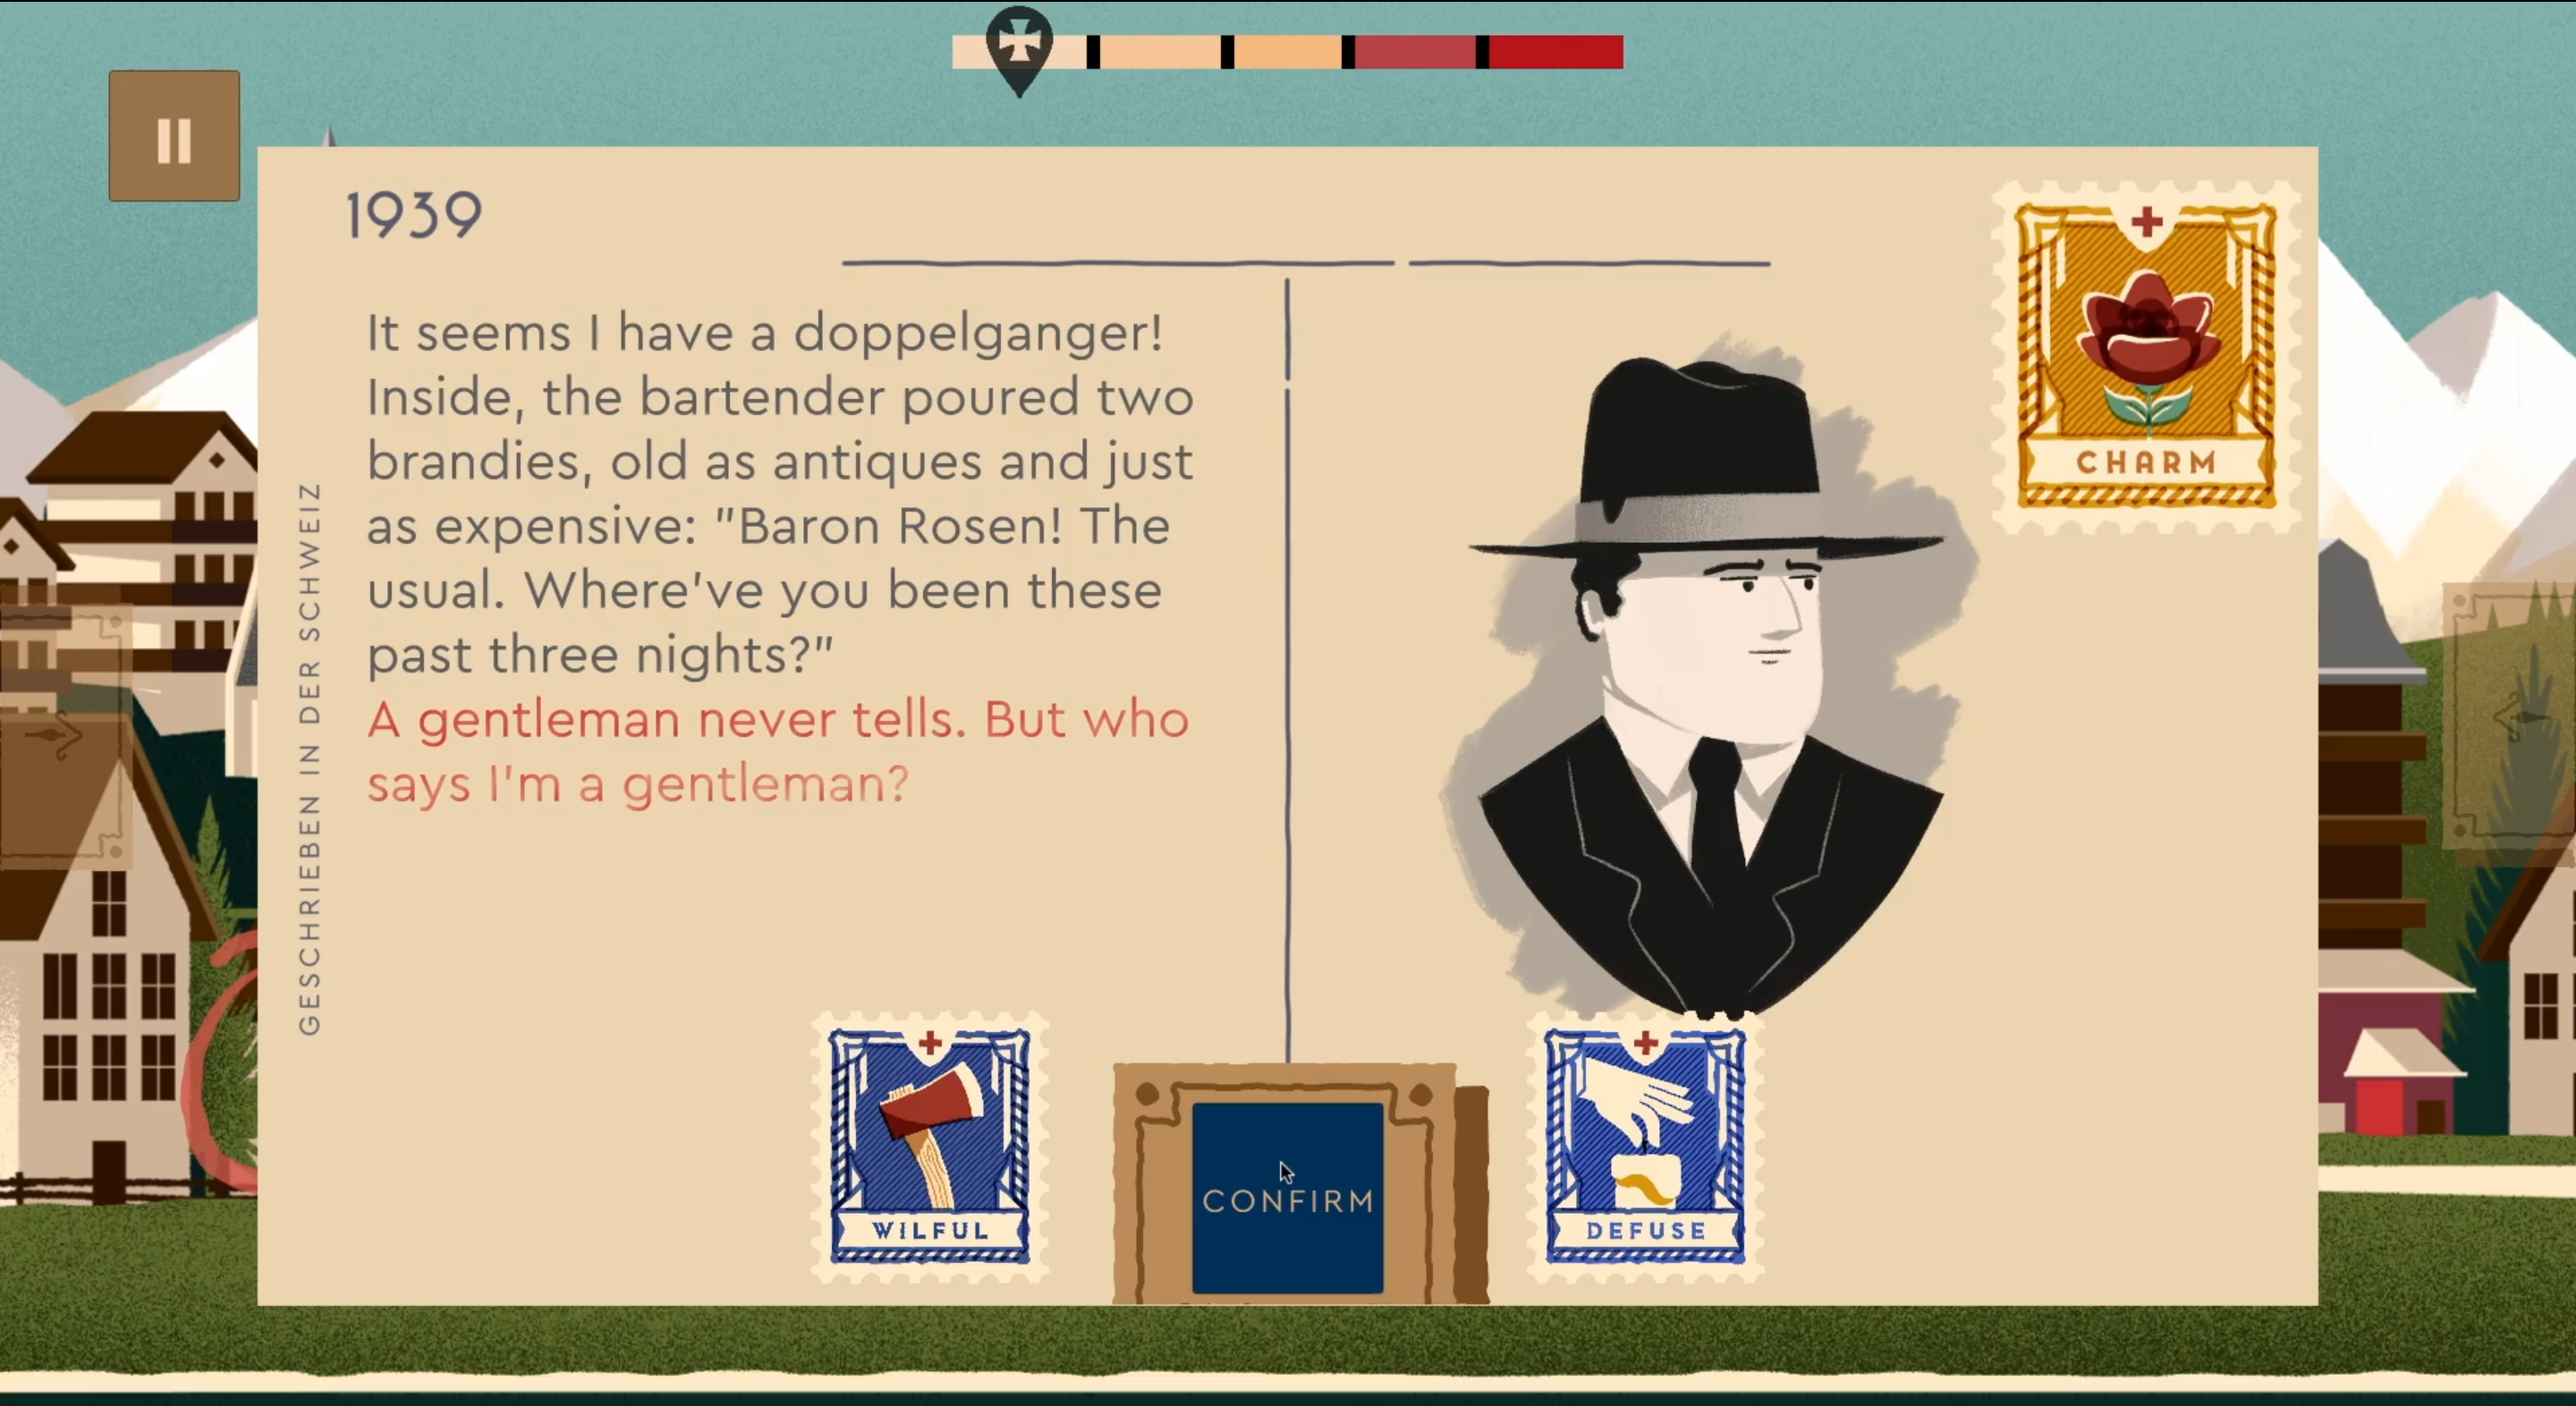 1939
CHARM
It seems I have a doppelganger!
Inside, the bartender poured two
brandies, old as antiques and just
as expensive: "Baron Rosen! The
usual. Where've you been these
past three nights?"
A gentleman never tells. But who
says I'm a gentleman?
GESCHRIEBEN IN DER SCHWEIZ
WILFUL
CONFIRM
DEFUSE